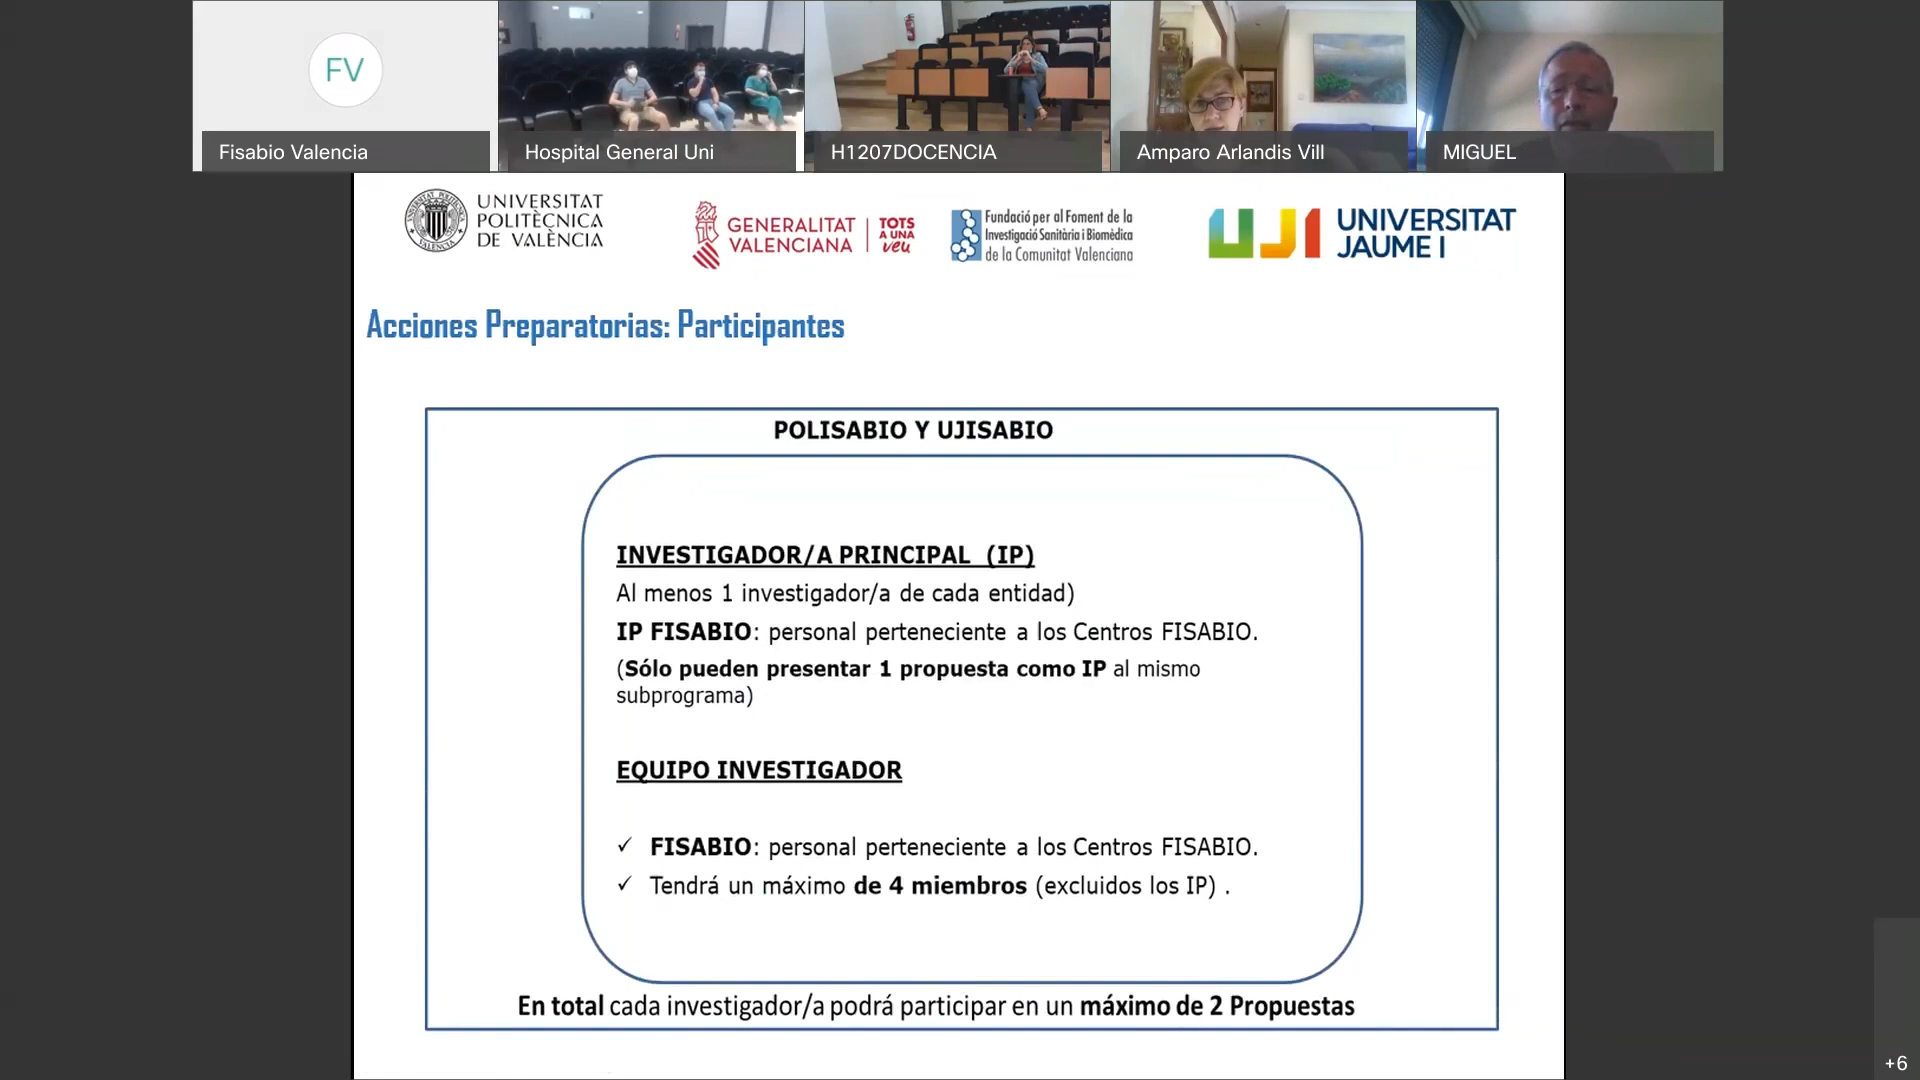 FV
Fisabio Valencia
Hospital General Uni
H1207DOCENCIA
Amparo Arlandis Vill
MIGUEL
UNIVERSITAT
POLITÈCNICA
DE VALÈNCIA
GENERALITAT
VALENCIANA
TOTS
A UNA
veu
Fundació per al Foment de la
Investigació Sanitària i Biomèdica
de la Comunitat Valenciana
UJI
UNIVERSITAT
JAUME I
Acciones Preparatorias: Participantes
POLISABIO Y UJISABIO
INVESTIGADOR/A PRINCIPAL (IP)
Al menos 1 investigador/a de cada entidad)
IP FISABIO: personal perteneciente a los Centros FISABIO.
(Sólo pueden presentar 1 propuesta como IP al mismo
subprograma)
EQUIPO INVESTIGADOR
✓ FISABIO: personal perteneciente a los Centros FISABIO.
✓ Tendrá un máximo de 4 miembros (excluidos los IP) .
En total cada investigador/a podrá participar en un máximo de 2 Propuestas
+6